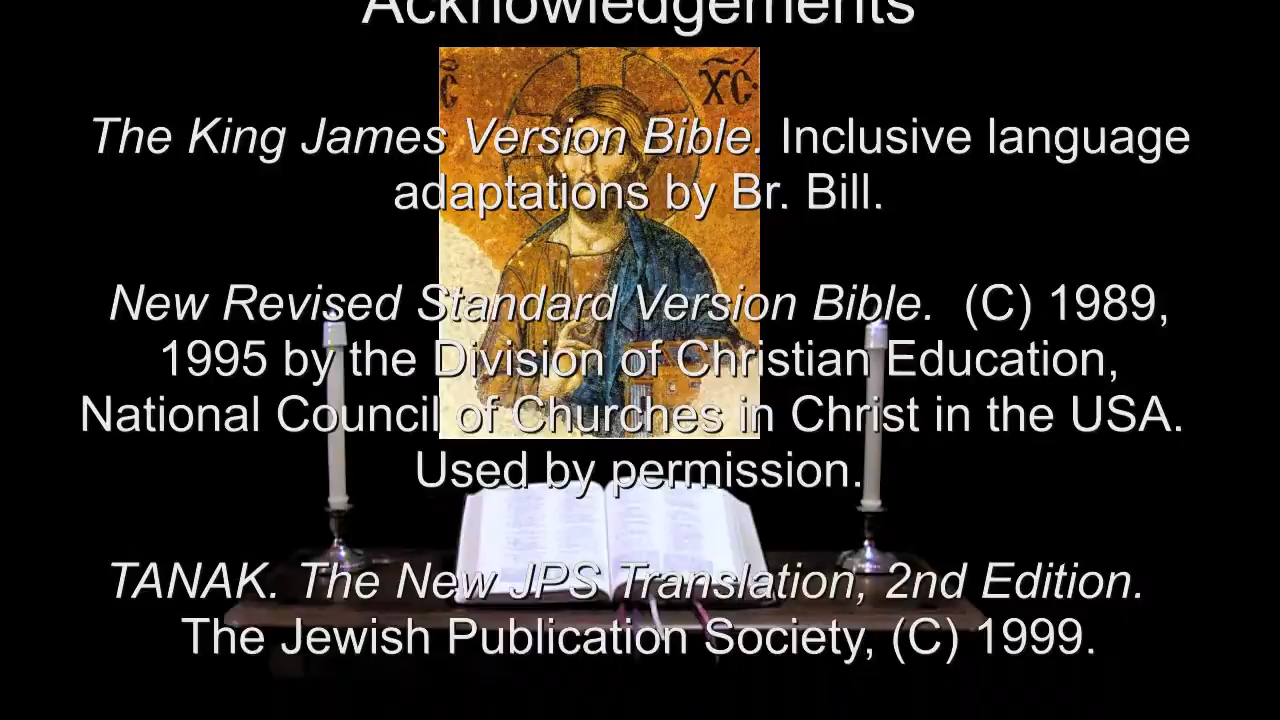 Acknowledgements
XC
The King James Version Bible. Inclusive language
adaptations by Br. Bill.
New Revised Standard Version Bible. (C) 1989,
1995 by the Division of Christian Education,
National Council of Churches in Christ in the USA.
Used by permission.
TANAK. The New JPS Translation, 2nd Edition.
The Jewish Publication Society, (C) 1999.